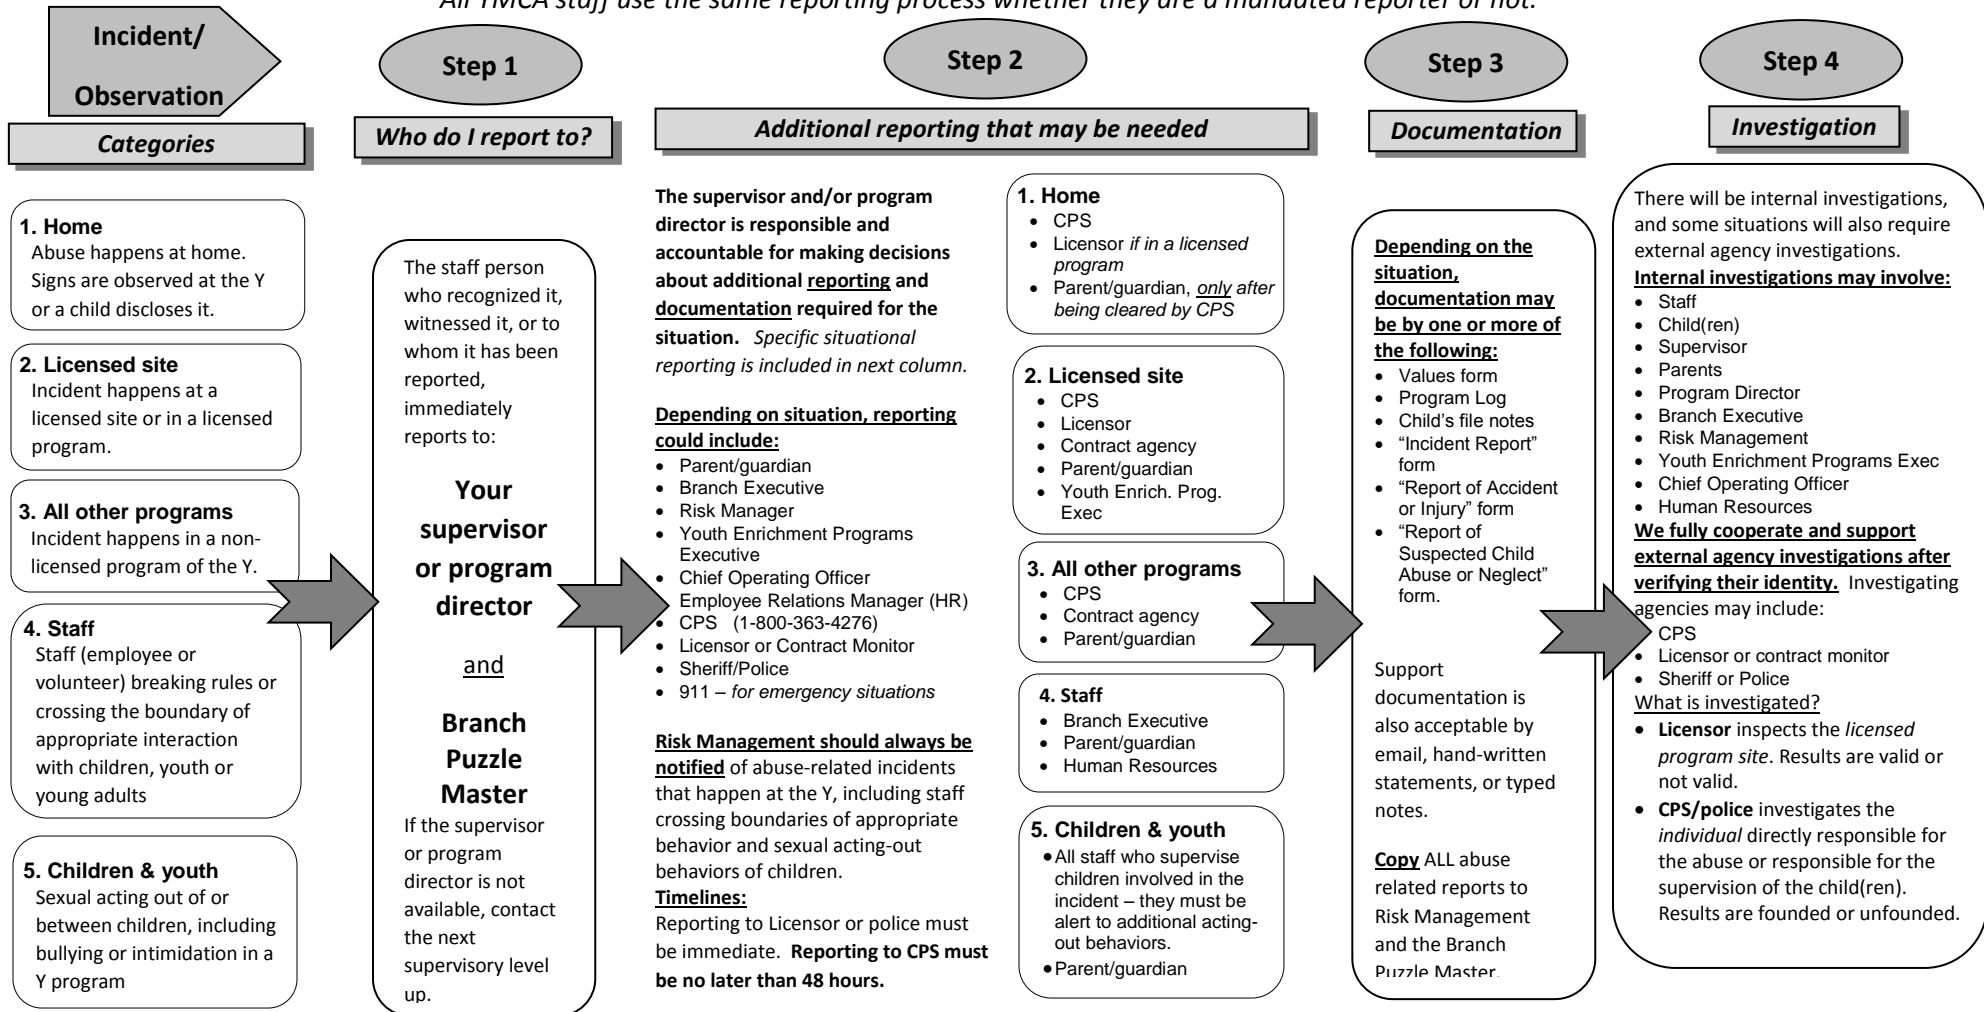 All YMCA staff use the same reporting process whether they are a mandated reporter or not.
Incident/
Observation
Categories
1. Home
Abuse happens at home.
Signs are observed at the Y
or a child discloses it.
2. Licensed site
Incident happens at a
licensed site or in a licensed
program.
3. All other programs
Incident happens in a non-
licensed program of the Y.
4. Staff
Staff (employee or
volunteer) breaking rules or
crossing the boundary of
appropriate interaction
with children, youth or
young adults
5. Children & youth
Sexual acting out of or
between children, including
bullying or intimidation in a
Y program
Step 1
Who do I report to?
The staff person
who recognized it,
witnessed it, or to
whom it has been
reported,
immediately
reports to:
Your
supervisor
or program
director
and
Branch
Puzzle
Master
If the supervisor
or program
director is not
available, contact
the next
supervisory level
up.
Step 2
Additional reporting that may be needed
The supervisor and/or program
director is responsible and
accountable for making decisions
about additional reporting and
documentation required for the
situation. Specific situational
reporting is included in next column.
Depending on situation, reporting
could include:
• Parent/guardian
• Branch Executive
• Risk Manager
• Youth Enrichment Programs
Executive
• Chief Operating Officer
Employee Relations Manager (HR)
• CPS (1-800-363-4276)
• Licensor or Contract Monitor
• Sheriff/Police
• 911 – for emergency situations
Risk Management should always be
notified of abuse-related incidents
that happen at the Y, including staff
crossing boundaries of appropriate
behavior and sexual acting-out
behaviors of children.
Timelines:
Reporting to Licensor or police must
be immediate. Reporting to CPS must
be no later than 48 hours.
1. Home
• CPS
• Licensor if in a licensed
program
• Parent/guardian, only after
being cleared by CPS
2. Licensed site
• CPS
• Licensor
• Contract agency
• Parent/guardian
• Youth Enrich. Prog.
Exec
3. All other programs
• CPS
• Contract agency
• Parent/guardian
4. Staff
• Branch Executive
• Parent/guardian
• Human Resources
5. Children & youth
• All staff who supervise
children involved in the
incident – they must be
alert to additional acting-
out behaviors.
• Parent/guardian
Step 3
Documentation
Depending on the
situation,
documentation may
be by one or more of
the following:
• Values form
• Program Log
• Child’s file notes
• “Incident Report”
form
• “Report of Accident
or Injury” form
• “Report of
Suspected Child
Abuse or Neglect”
form.
Support
documentation is
also acceptable by
email, hand-written
statements, or typed
notes.
Copy ALL abuse
related reports to
Risk Management
and the Branch
Puzzle Master.
Step 4
Investigation
There will be internal investigations,
and some situations will also require
external agency investigations.
Internal investigations may involve:
• Staff
• Child(ren)
• Supervisor
• Parents
• Program Director
• Branch Executive
• Risk Management
• Youth Enrichment Programs Exec
• Chief Operating Officer
• Human Resources
We fully cooperate and support
external agency investigations after
verifying their identity. Investigating
agencies may include:
CPS
• Licensor or contract monitor
• Sheriff or Police
What is investigated?
• Licensor inspects the licensed
program site. Results are valid or
not valid.
• CPS/police investigates the
individual directly responsible for
the abuse or responsible for the
supervision of the child(ren).
Results are founded or unfounded.